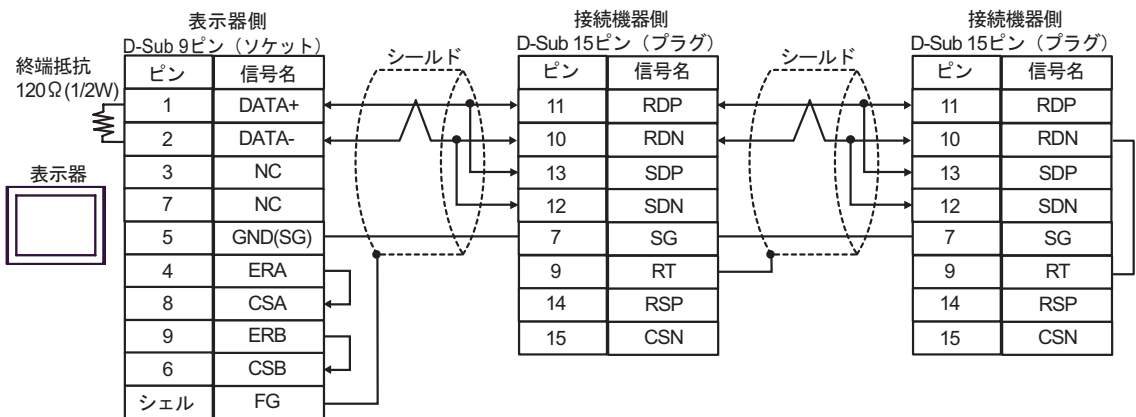 表示器側
D-Sub 9ピン（ソケット）
終端抵抗
120Ω(1/2W)
表示器
ピン 信号名
1 DATA+
2 DATA-
3 NC
7 NC
5 GND(SG)
4 ERA
8 CSA
9 ERB
6 CSB
シェル FG
シールド
接続機器側
D-Sub 15ピン（プラグ）
ピン 信号名
11 RDP
10 RDN
13 SDP
12 SDN
7 SG
9 RT
14 RSP
15 CSN
シールド
接続機器側
D-Sub 15ピン（プラグ）
ピン 信号名
11 RDP
10 RDN
13 SDP
12 SDN
7 SG
9 RT
14 RSP
15 CSN